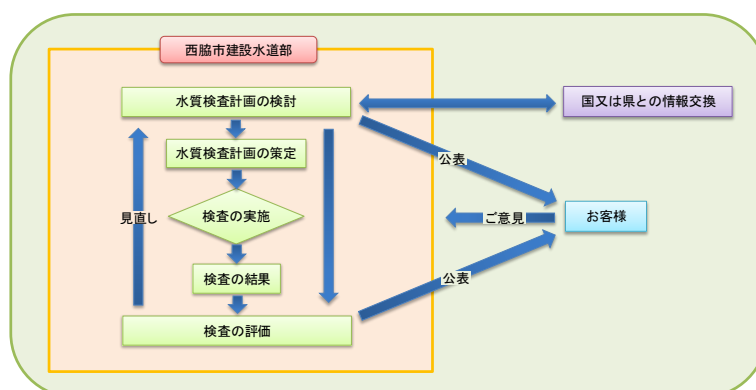 西脇市建設水道部
水質検査計画の検討
国又は県との情報交換
水質検査計画の策定
公表
見直し
検査の実施
ご意見
お客様
検査の結果
公表
検査の評価